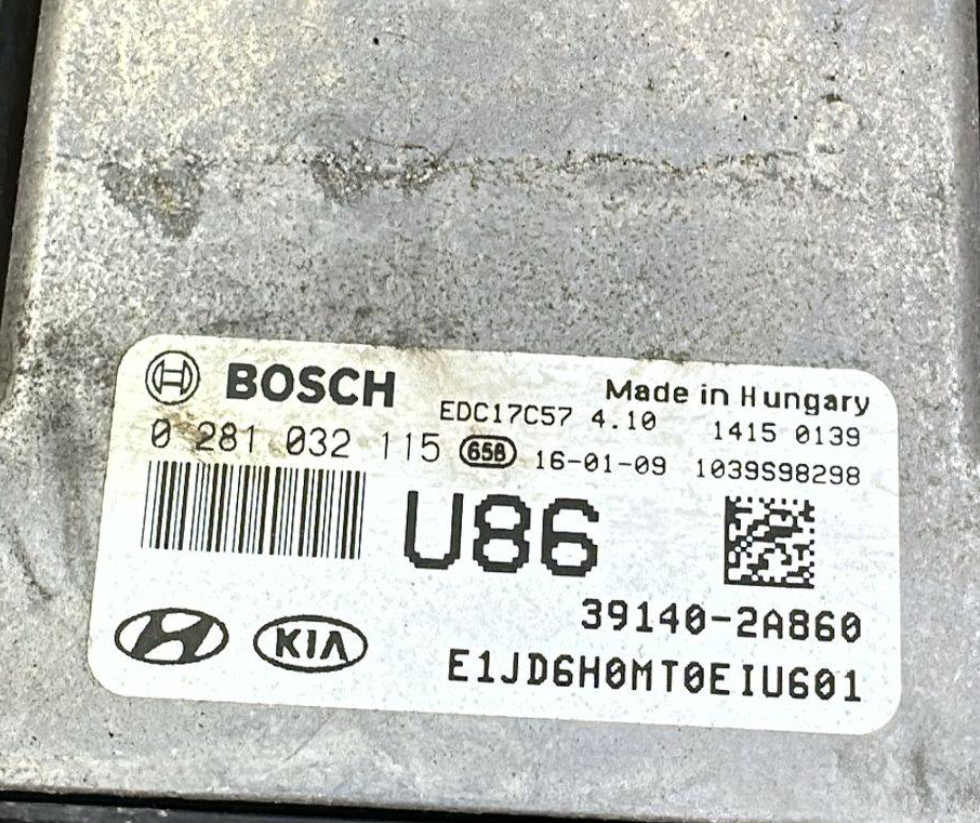 BOSCH
Made in Hungary
EDC17C57 4.10
1415 0139
0 281 032 115
658
16-01-09
1039S98298
U86
39140-2A860
KIA
E1JD6H0MT0EIU601